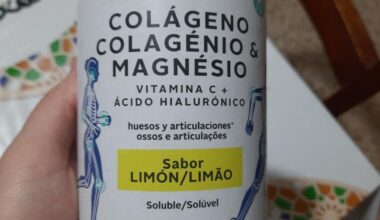 COLÁGENO
COLAGÉNIO &
MAGNÉSIO
VITAMINA C +
ÁCIDO HIALURÓNICO
huesos y articulaciones*
ossos e articulações
Sabor
LIMÓN/LIMÃO
Soluble/Solúvel